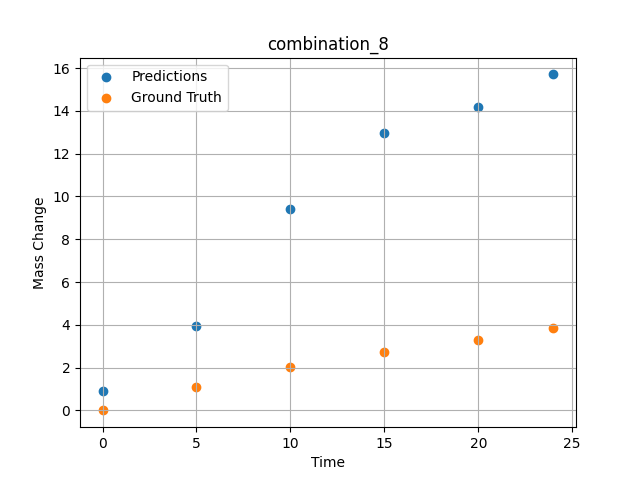 combination_8
Predictions
Ground Truth
16
14
12
10
8
6
4
2
0
Mass Change
0 5 10 15 20 25
Time